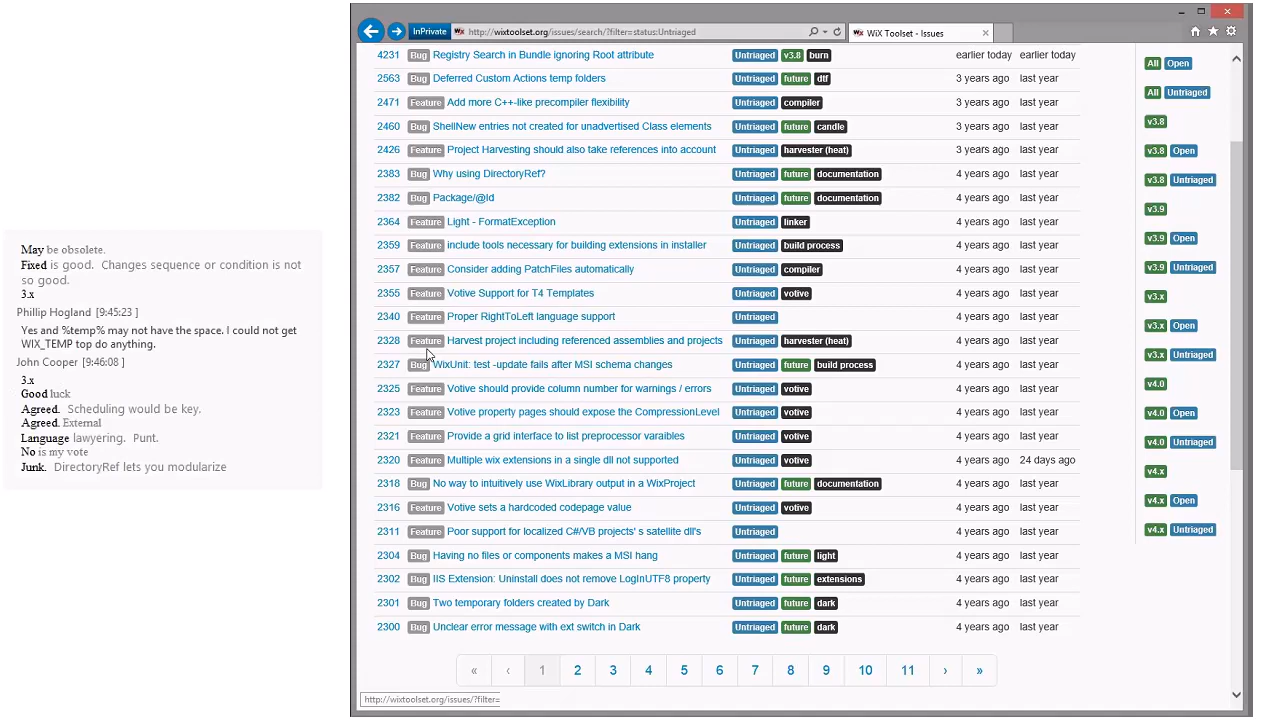 InPrivate
http://wixtoolset.org/issues/search/?filter=status:Untriaged
WiX Toolset - Issues
May be obsolete.
Fixed is good. Changes sequence or condition is not
so good.
3.x
Phillip Hogland [9:45:23 ]
Yes and %temp% may not have the space. I could not get
WIX_TEMP top do anything.
John Cooper [9:46:08 ]
3.x
Good luck
Agreed. Scheduling would be key.
Agreed. External
Language lawyering. Punt.
No is my vote
Junk. DirectoryRef lets you modularize
4231 Bug Registry Search in Bundle ignoring Root attribute Untriaged v3.8 burn earlier today earlier today
2563 Bug Deferred Custom Actions temp folders Untriaged future dtf 3 years ago last year
2471 Feature Add more C++-like precompiler flexibility Untriaged compiler 3 years ago last year
2460 Bug ShellNew entries not created for unadvertised Class elements Untriaged future candle 3 years ago last year
2426 Feature Project Harvesting should also take references into account Untriaged harvester (heat) 3 years ago last year
2383 Bug Why using DirectoryRef? Untriaged future documentation 4 years ago last year
2382 Bug Package/@Id Untriaged future documentation 4 years ago last year
2364 Feature Light - FormatException Untriaged linker 4 years ago last year
2359 Feature include tools necessary for building extensions in installer Untriaged build process 4 years ago last year
2357 Feature Consider adding PatchFiles automatically Untriaged compiler 4 years ago last year
2355 Feature Votive Support for T4 Templates Untriaged votive 4 years ago last year
2340 Feature Proper RightToLeft language support Untriaged 4 years ago last year
2328 Feature Harvest project including referenced assemblies and projects Untriaged harvester (heat) 4 years ago last year
2327 Bug WixUnit: test -update fails after MSI schema changes Untriaged future build process 4 years ago last year
2325 Feature Votive should provide column number for warnings / errors Untriaged votive 4 years ago last year
2323 Feature Votive property pages should expose the CompressionLevel Untriaged votive 4 years ago last year
2321 Feature Provide a grid interface to list preprocessor varaibles Untriaged votive 4 years ago last year
2320 Feature Multiple wix extensions in a single dll not supported Untriaged votive 4 years ago 24 days ago
2318 Bug No way to intuitively use WixLibrary output in a WixProject Untriaged future documentation 4 years ago last year
2316 Feature Votive sets a hardcoded codepage value Untriaged votive 4 years ago last year
2311 Feature Poor support for localized C#/VB projects' s satellite dll's Untriaged 4 years ago last year
2304 Bug Having no files or components makes a MSI hang Untriaged future light 4 years ago last year
2302 Bug IIS Extension: Uninstall does not remove LogInUTF8 property Untriaged future extensions 4 years ago last year
2301 Bug Two temporary folders created by Dark Untriaged future dark 4 years ago last year
2300 Bug Unclear error message with ext switch in Dark Untriaged future dark 4 years ago last year
« ‹ 1 2 3 4 5 6 7 8 9 10 11 › »
http://wixtoolset.org/issues/?filter=
All Open
All Untriaged
v3.8
v3.8 Open
v3.8 Untriaged
v3.9
v3.9 Open
v3.9 Untriaged
v3.x
v3.x Open
v3.x Untriaged
v4.0
v4.0 Open
v4.0 Untriaged
v4.x
v4.x Open
v4.x Untriaged